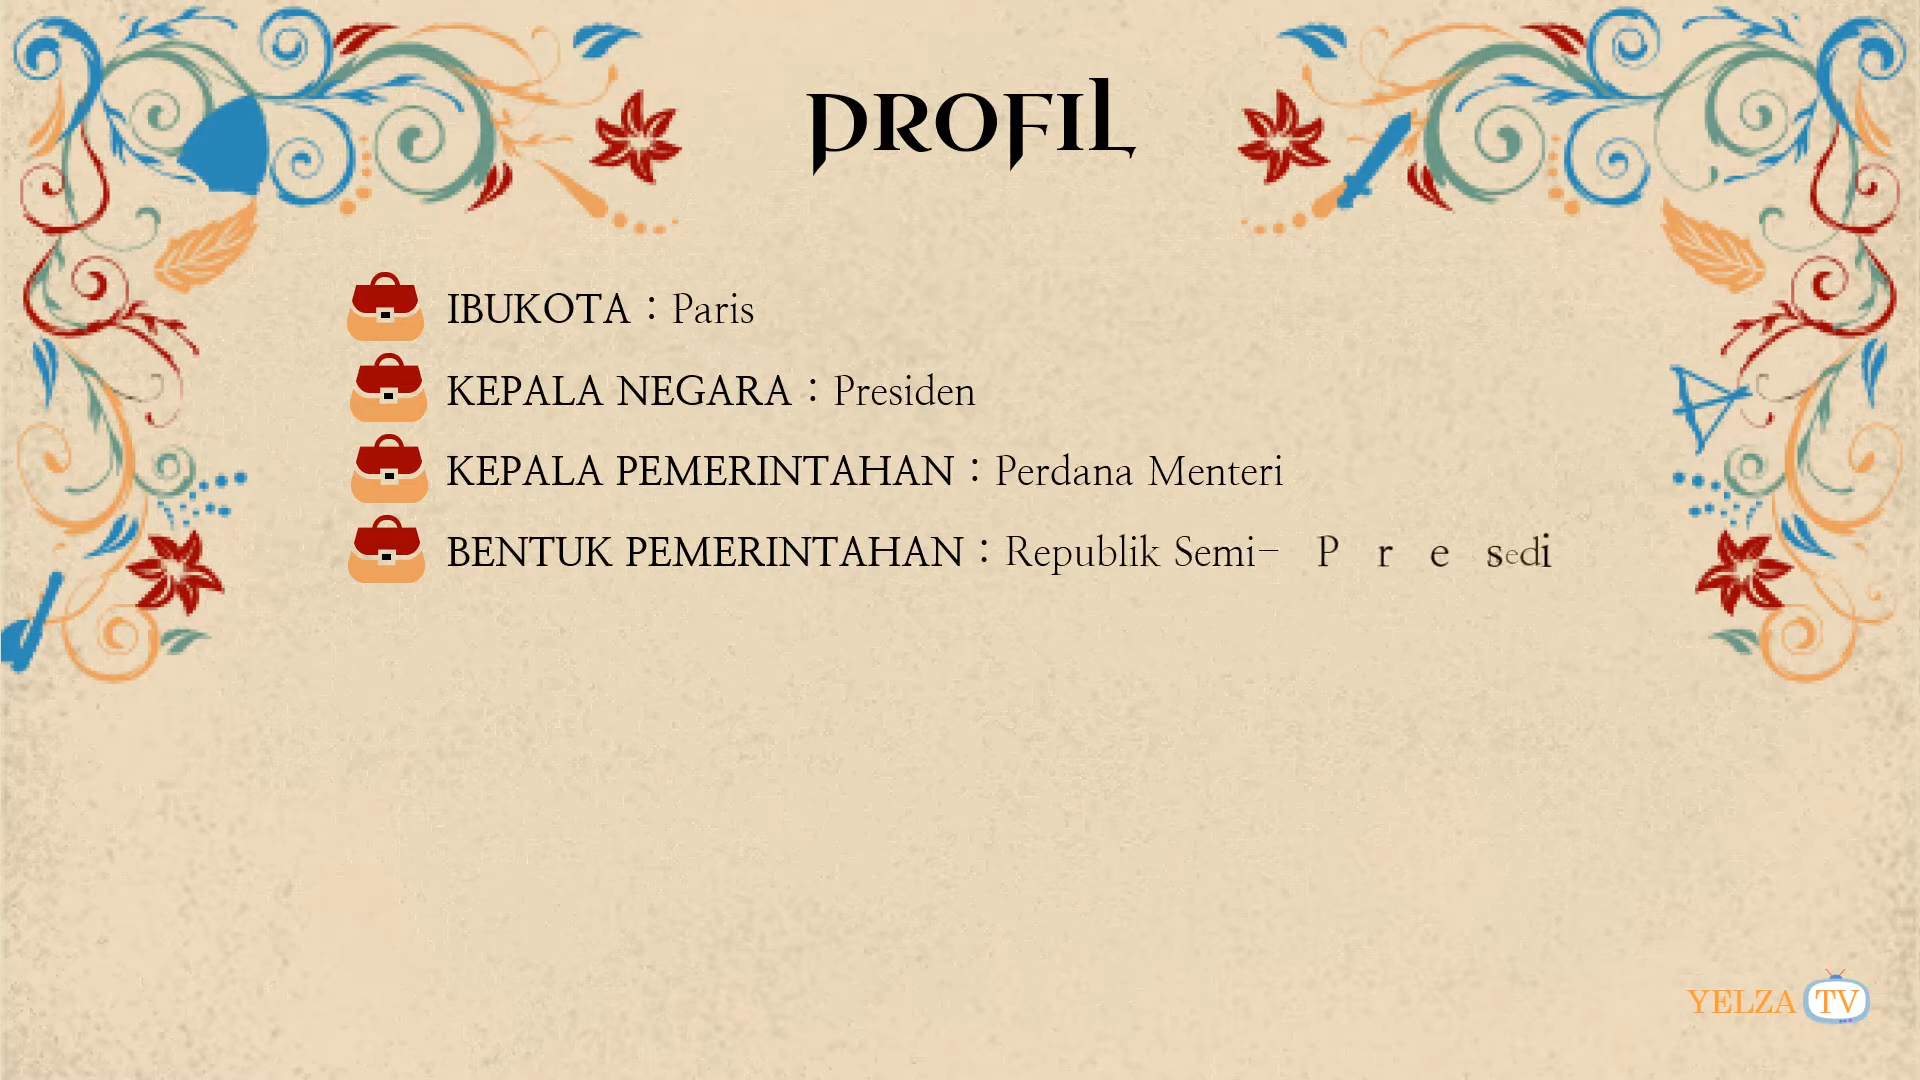 PROFIL
IBUKOTA : Paris
KEPALA NEGARA : Presiden
KEPALA PEMERINTAHAN : Perdana Menteri
BENTUK PEMERINTAHAN : Republik Semi-
YELZA TV